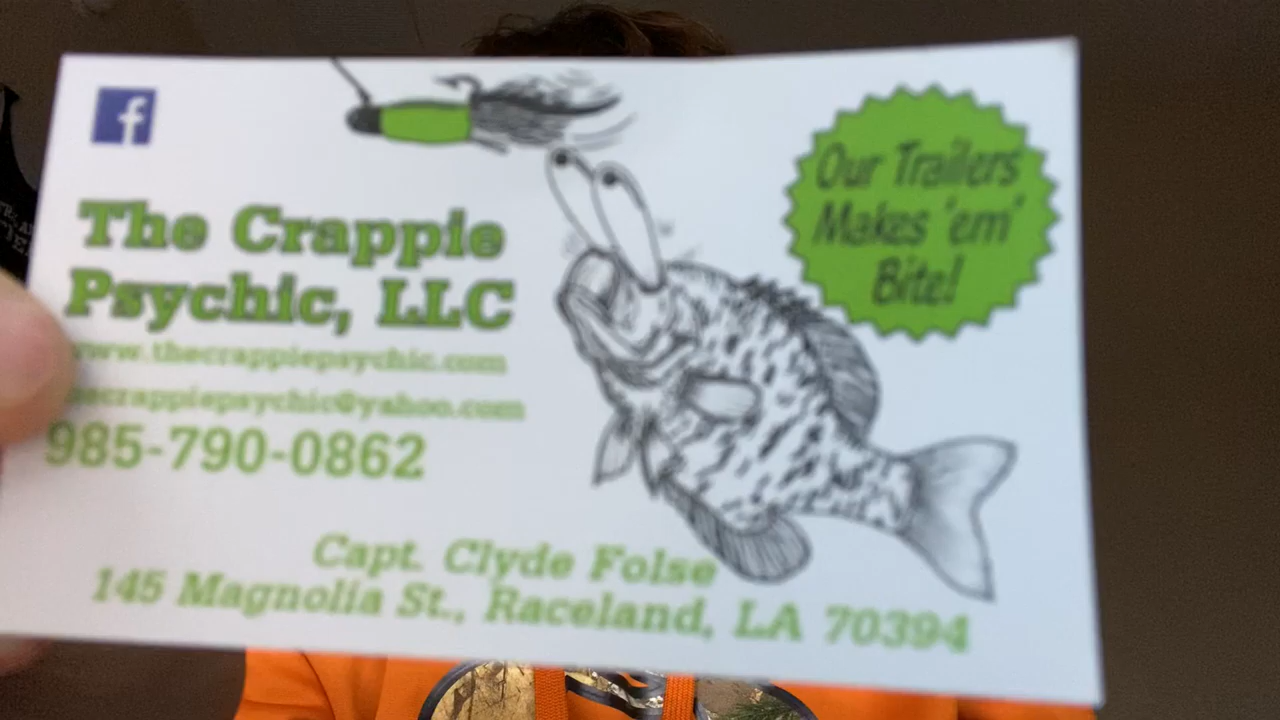 f
The Crappie
Psychic, LLC
www.thecrappiepsychic.com
crappiepsychic@yahoo.com
985-790-0862
Our Trailers
Makes 'em'
Bite!
Capt. Clyde Folse
145 Magnolia St., Raceland, LA 70394